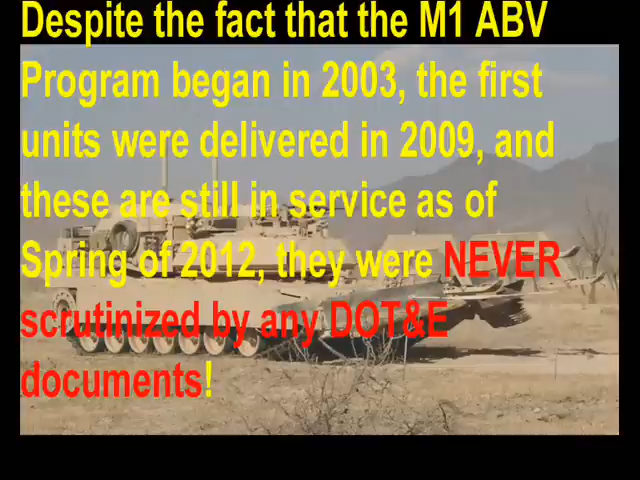 Despite the fact that the M1 ABV
Program began in 2003, the first
units were delivered in 2009, and
these are still in service as of
Spring of 2012, they were NEVER
scrutinized by any DOT&E
documents!